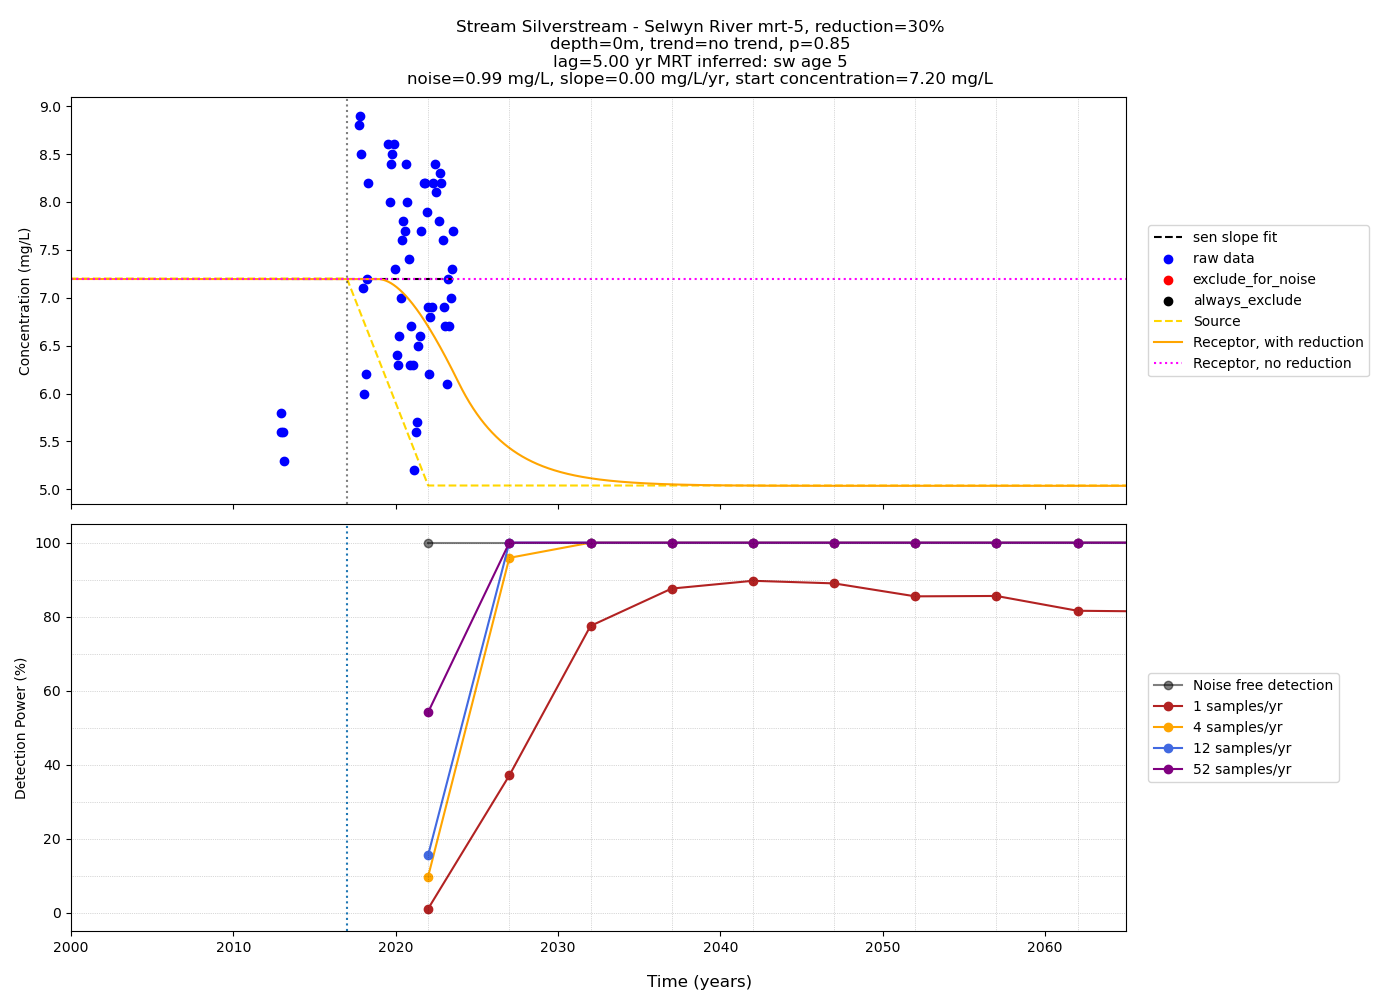 Stream Silverstream - Selwyn River mrt-5, reduction=30%
depth=0m, trend=no trend, p=0.85
lag=5.00 yr MRT inferred: sw age 5
noise=0.99 mg/L, slope=0.00 mg/L/yr, start concentration=7.20 mg/L
Concentration (mg/L)
9.0
8.5
8.0
7.5
7.0
6.5
6.0
5.5
5.0
sen slope fit
raw data
exclude_for_noise
always_exclude
Source
Receptor, with reduction
Receptor, no reduction
Detection Power (%)
100
80
60
40
20
0
Noise free detection
1 samples/yr
4 samples/yr
12 samples/yr
52 samples/yr
2000 2010 2020 2030 2040 2050 2060
Time (years)